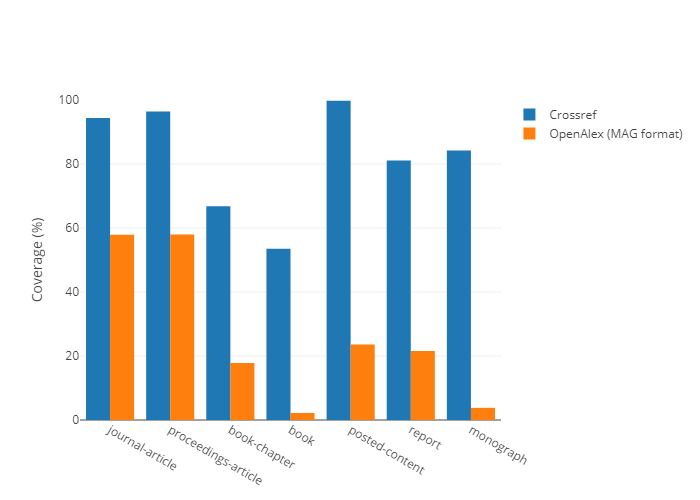 100
80
60
40
20
0
Coverage (%)
journal-article
proceedings-article
book-chapter
book
posted-content
report
monograph
Crossref
OpenAlex (MAG format)